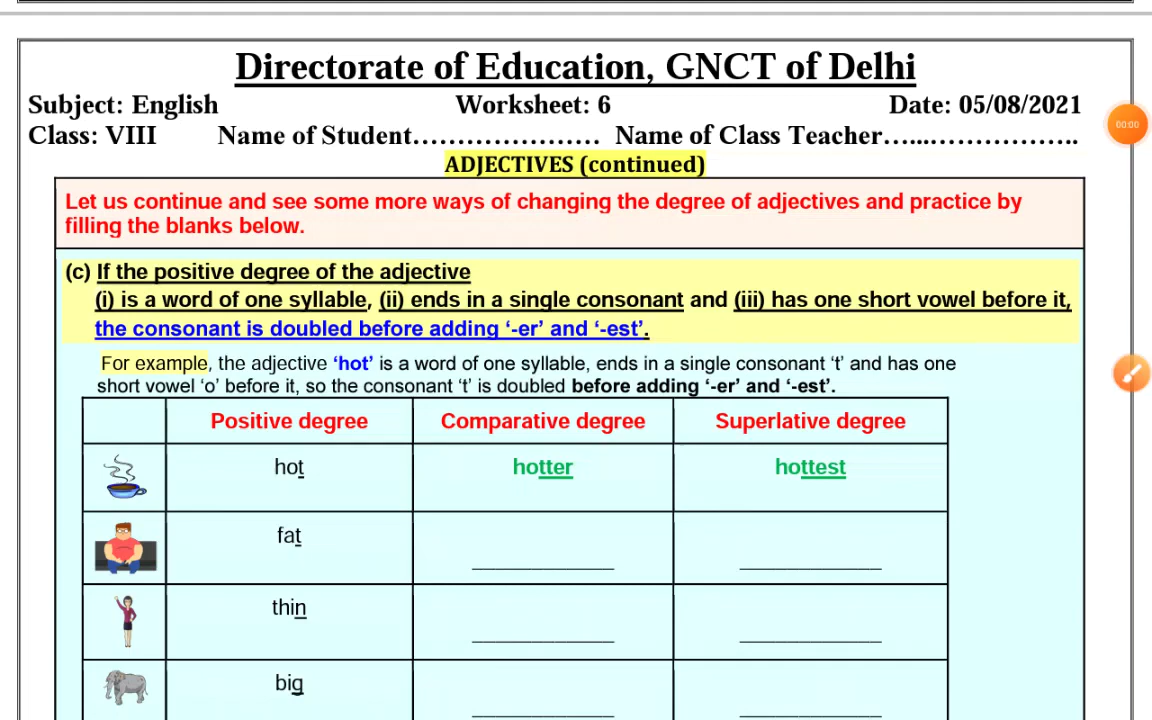 Directorate of Education, GNCT of Delhi
Subject: English Worksheet: 6 Date: 05/08/2021
Class: VIII Name of Student………………… Name of Class Teacher…...……………..
ADJECTIVES (continued)
Let us continue and see some more ways of changing the degree of adjectives and practice by
filling the blanks below.
(c) If the positive degree of the adjective
(i) is a word of one syllable, (ii) ends in a single consonant and (iii) has one short vowel before it,
the consonant is doubled before adding ‘-er’ and ‘-est’.
For example, the adjective ‘hot’ is a word of one syllable, ends in a single consonant ‘t’ and has one
short vowel ‘o’ before it, so the consonant ‘t’ is doubled before adding ‘-er’ and ‘-est’.
Positive degree Comparative degree Superlative degree
hot hotter hottest
fat ______________ ______________
thin ______________ ______________
big ______________ ______________
00:00